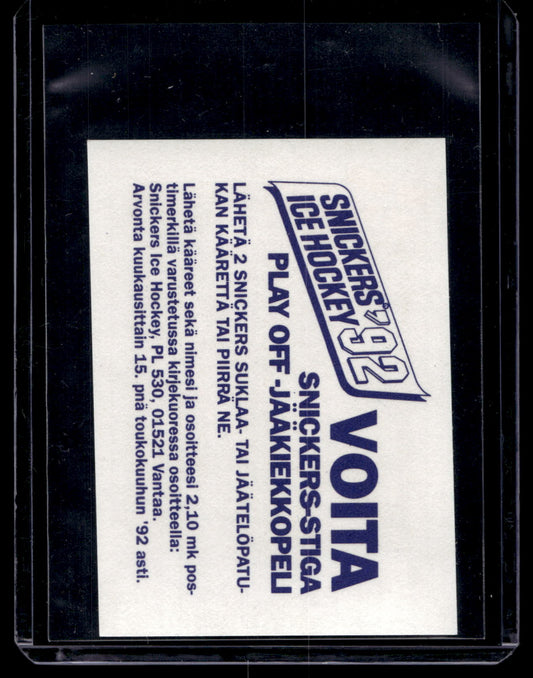 SNICKERS® '92
ICE HOCKEY
VOITA
SNICKERS-STIGA
PLAY OFF -JÄÄKIEKKOPELI
LÄHETÄ 2 SNICKERS SUKLAA- TAI JÄÄTELÖPATU-
KAN KÄÄRETTÄ TAI PIIRRÄ NE.
Lähetä kääreet sekä nimesi ja osoitteesi 2,10 mk pos-
timerkillä varustetussa kirjekuoressa osoitteella:
Snickers Ice Hockey, PL 530, 01521 Vantaa.
Arvonta kuukausittain 15. pnä toukokuuhun '92 asti.